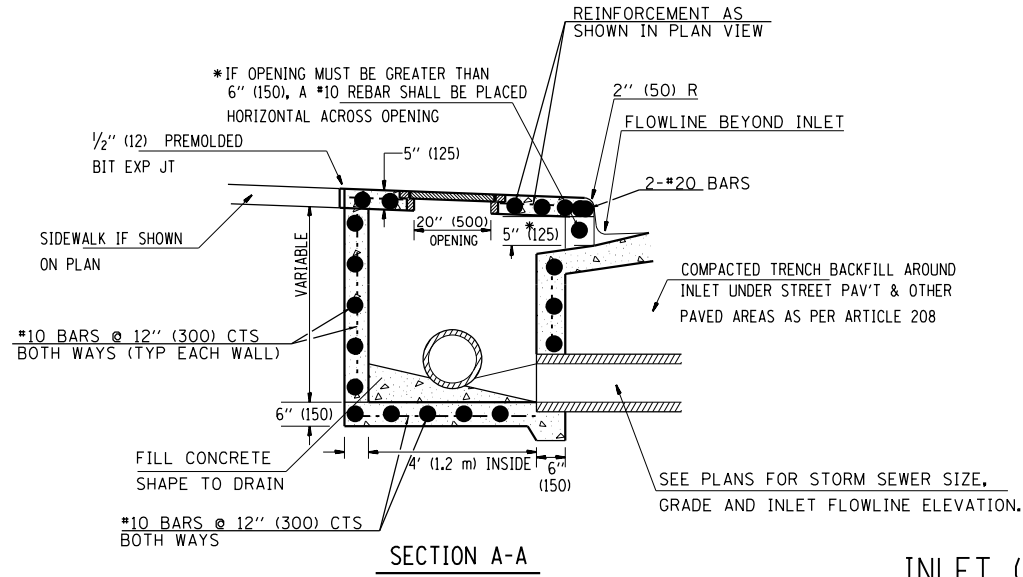 REINFORCEMENT AS
SHOWN IN PLAN VIEW
*IF OPENING MUST BE GREATER THAN
6'' (150), A #10 REBAR SHALL BE PLACED
HORIZONTAL ACROSS OPENING
2'' (50) R
FLOWLINE BEYOND INLET
1/2'' (12) PREMOLDED
BIT EXP JT
5'' (125)
2-#20 BARS
20'' (500)
OPENING
5'' (125)
*
SIDEWALK IF SHOWN
ON PLAN
VARIABLE
COMPACTED TRENCH BACKFILL AROUND
INLET UNDER STREET PAV'T & OTHER
PAVED AREAS AS PER ARTICLE 208
#10 BARS @ 12'' (300) CTS
BOTH WAYS (TYP EACH WALL)
6'' (150)
FILL CONCRETE
SHAPE TO DRAIN
4' (1.2 m) INSIDE
6''
(150)
SEE PLANS FOR STORM SEWER SIZE,
GRADE AND INLET FLOWLINE ELEVATION.
#10 BARS @ 12'' (300) CTS
BOTH WAYS
SECTION A-A
INLET (